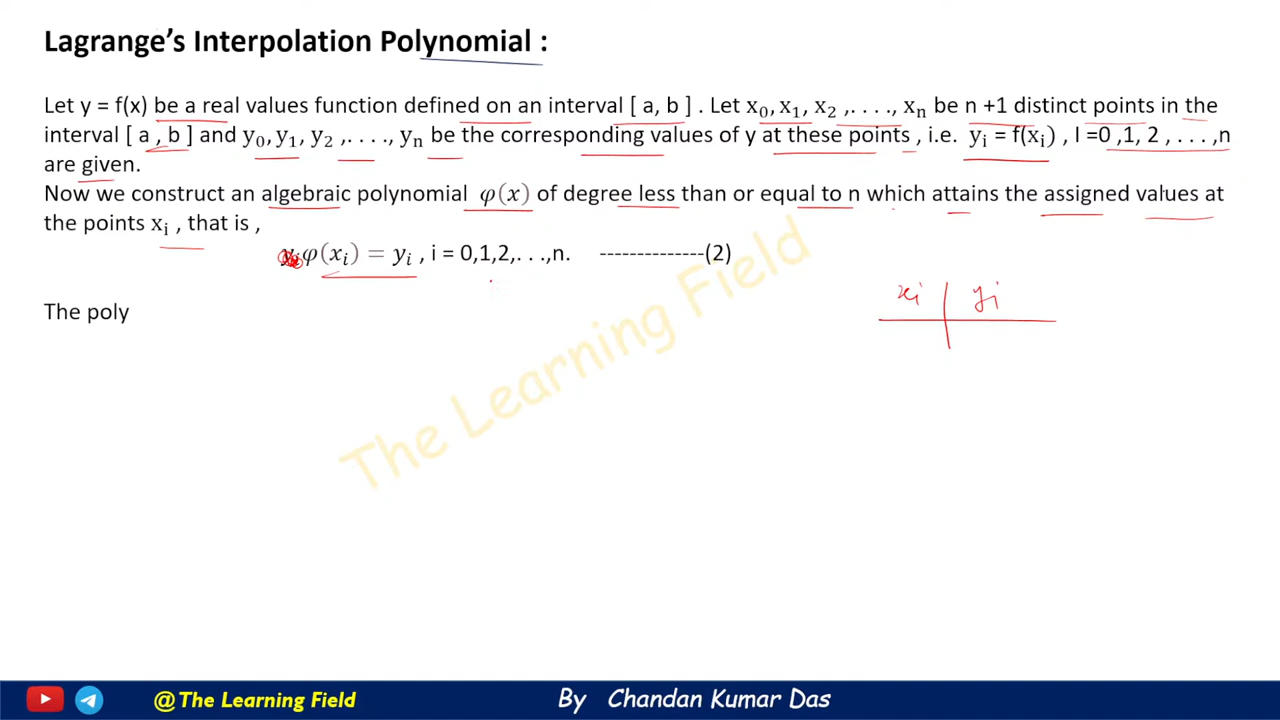 Lagrange's Interpolation Polynomial :
Let y = f(x) be a real values function defined on an interval [ a, b ] . Let x₀, x₁, x₂ ,. . . ., xₙ be n +1 distinct points in the
interval [ a , b ] and y₀, y₁, y₂ ,. . . ., yₙ be the corresponding values of y at these points , i.e. yᵢ = f(xᵢ) , I =0 ,1, 2 , . . . ,n
are given.
Now we construct an algebraic polynomial φ(x) of degree less than or equal to n which attains the assigned values at
the points xᵢ , that is ,
φ(xᵢ) = yᵢ , i = 0,1,2,. . .,n. --------------(2)
xᵢ yᵢ
The poly
The Learning Field
@The Learning Field By Chandan Kumar Das